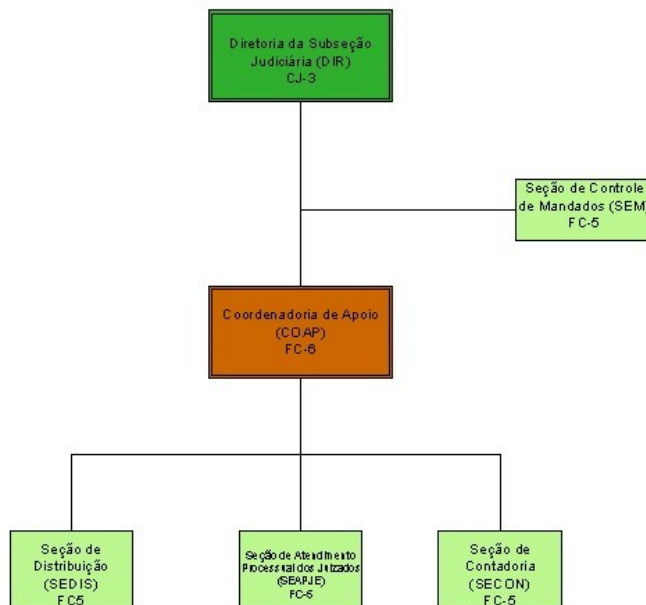 Diretoria da Subseção
Judiciária (DIR)
CJ-3
Seção de Controle
de Mandados (SEM)
FC-5
Coordenadoria de Apoio
(COAP)
FC-6
Seção de
Distribuição
(SEDIS)
FC5
Seção de Atendimento
Processual dos Juizados
(SEAPJE)
FC-5
Seção de
Contadoria
(SECON)
FC-5